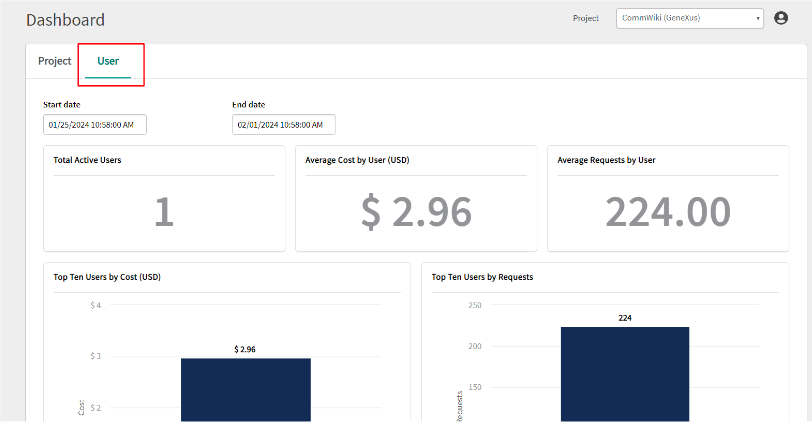 Dashboard
Project
CommWiki (GeneXus)
Project User
Start date End date
01/25/2024 10:58:00 AM 02/01/2024 10:58:00 AM
Total Active Users
1
Average Cost by User (USD)
$ 2.96
Average Requests by User
224.00
Top Ten Users by Cost (USD)
$ 4
$ 3
$ 2
Cost
$ 2.96
Top Ten Users by Requests
250
200
150
Requests
224